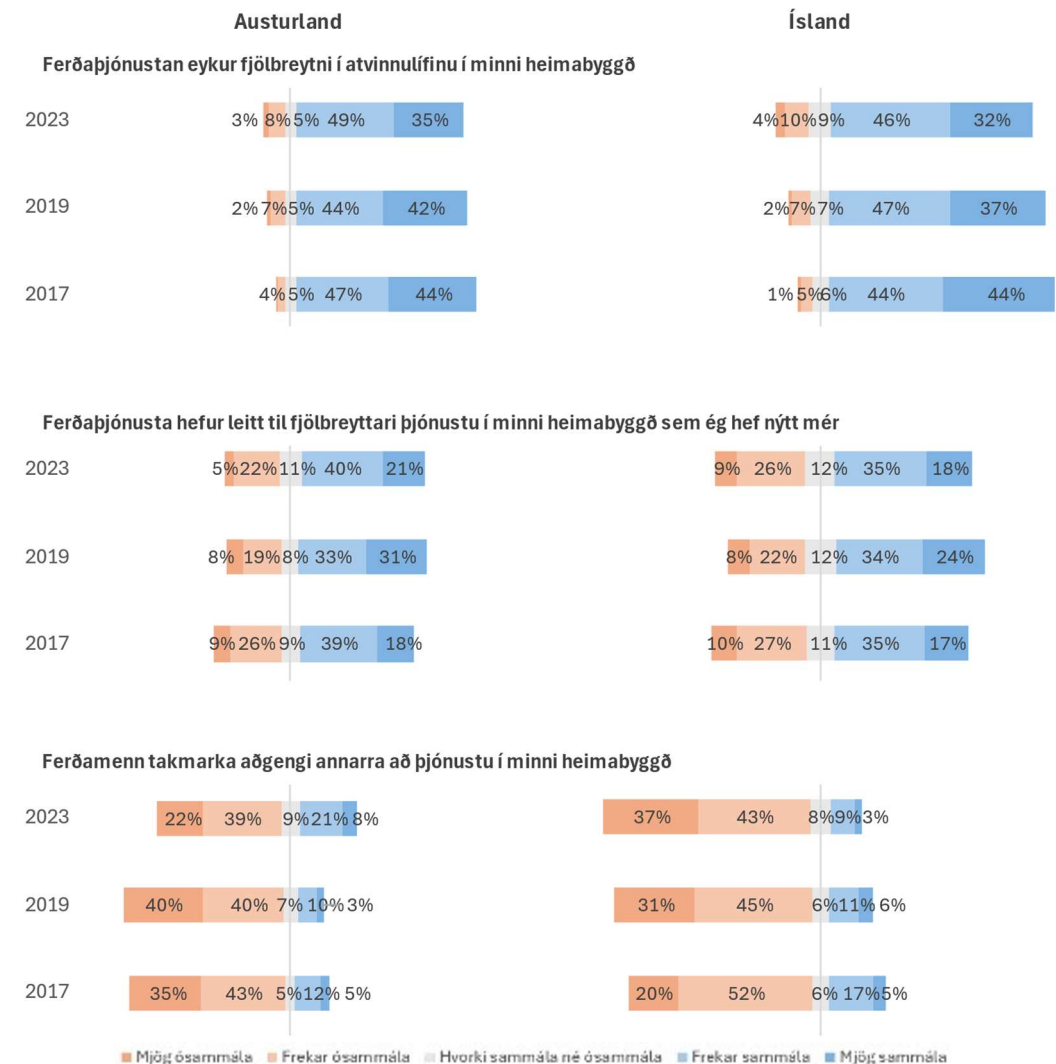 Austurland Ísland
Ferðaþjónustan eykur fjölbreytni í atvinnulífinu í minni heimabyggð
2023 3% 8% 5% 49% 35% 4% 10% 9% 46% 32%
2019 2% 7% 5% 44% 42% 2% 7% 7% 47% 37%
2017 4% 5% 47% 44% 1% 5% 6% 44% 44%
Ferðaþjónusta hefur leitt til fjölbreyttari þjónustu í minni heimabyggð sem ég hef nýtt mér
2023 5% 22% 11% 40% 21% 9% 26% 12% 35% 18%
2019 8% 19% 8% 33% 31% 8% 22% 12% 34% 24%
2017 9% 26% 9% 39% 18% 10% 27% 11% 35% 17%
Ferðamenn takmarka aðgengi annarra að þjónustu í minni heimabyggð
2023 22% 39% 9% 21% 8% 37% 43% 8% 9% 3%
2019 40% 40% 7% 10% 3% 31% 45% 6% 11% 6%
2017 35% 43% 5% 12% 5% 20% 52% 6% 17% 5%
Mjög ósammála Frekar ósammála Hvorki sammála né ósammála Frekar sammála Mjög sammála